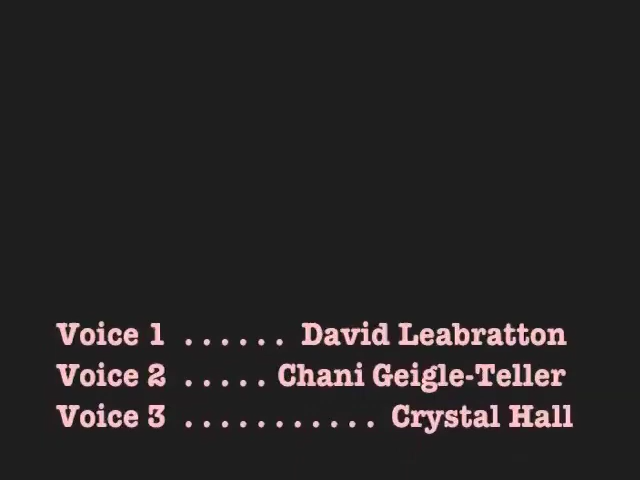 Voice 1 ...... David Leabratton
Voice 2 ..... Chani Geigle-Teller
Voice 3 ........... Crystal Hall